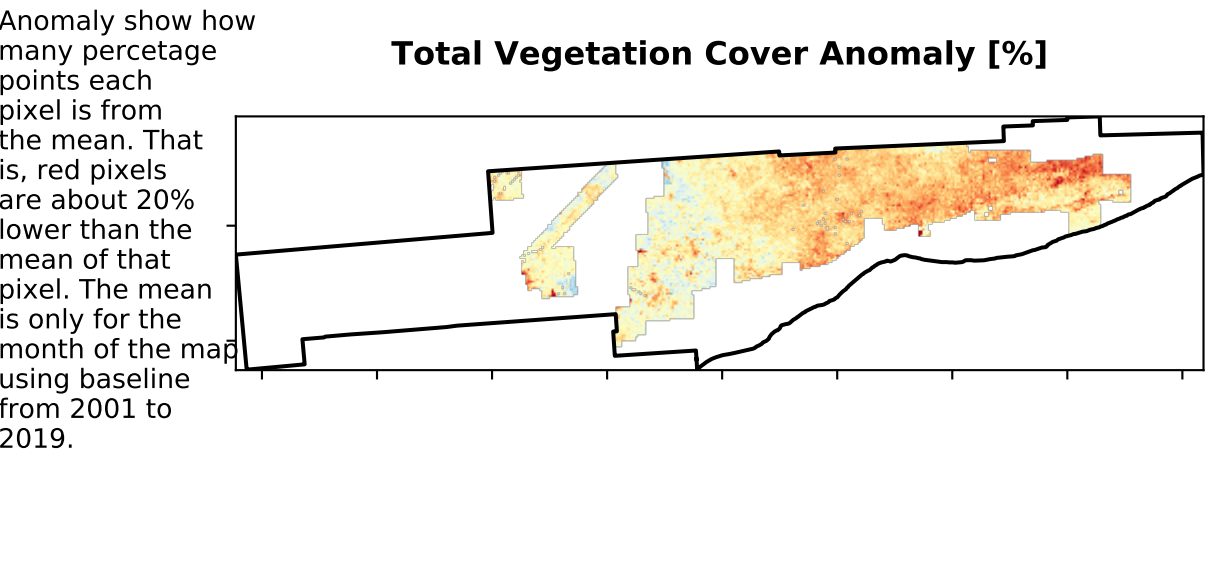 Anomaly show how
many percetage
points each
pixel is from
the mean. That
is, red pixels
are about 20%
lower than the
mean of that
pixel. The mean
is only for the
month of the map
using baseline
from 2001 to
2019.
Total Vegetation Cover Anomaly [%]